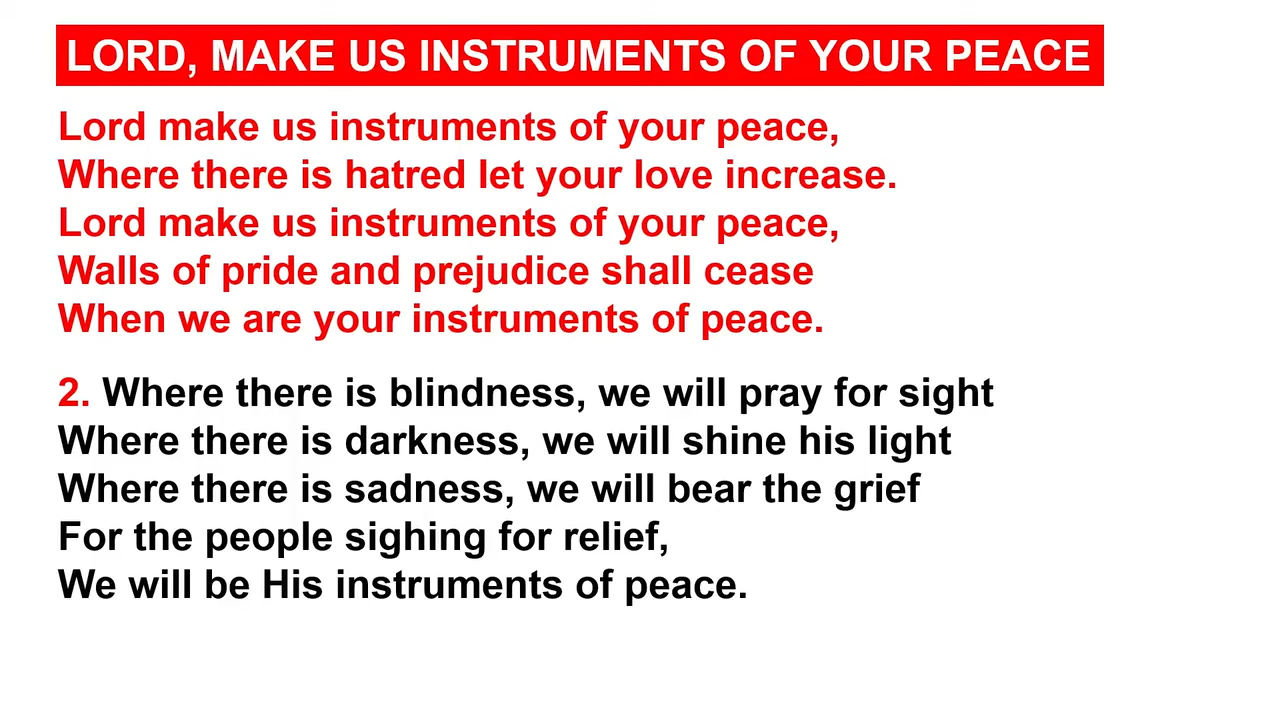 LORD, MAKE US INSTRUMENTS OF YOUR PEACE
Lord make us instruments of your peace,
Where there is hatred let your love increase.
Lord make us instruments of your peace,
Walls of pride and prejudice shall cease
When we are your instruments of peace.
2. Where there is blindness, we will pray for sight
Where there is darkness, we will shine his light
Where there is sadness, we will bear the grief
For the people sighing for relief,
We will be His instruments of peace.